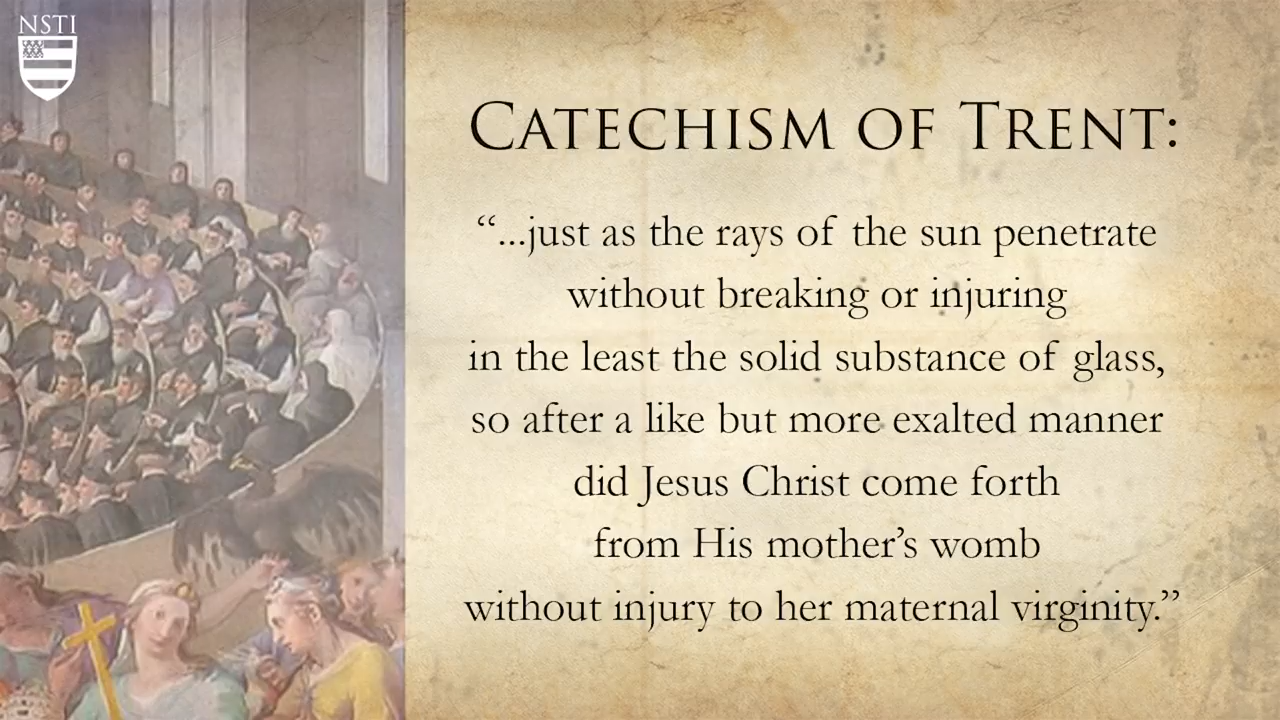 NSTI
CATECHISM OF TRENT:
“...just as the rays of the sun penetrate
without breaking or injuring
in the least the solid substance of glass,
so after a like but more exalted manner
did Jesus Christ come forth
from His mother’s womb
without injury to her maternal virginity.”